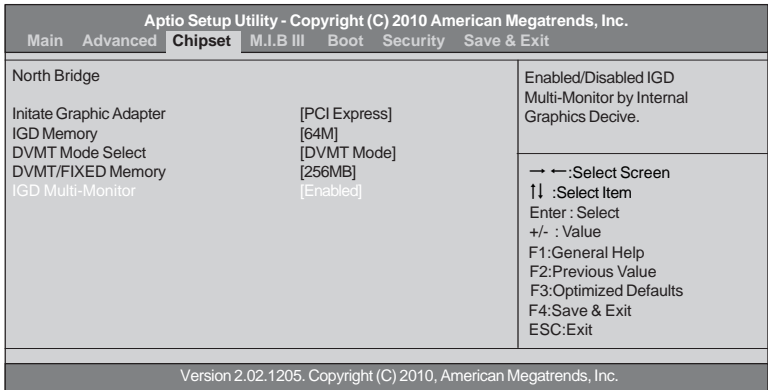 Aptio Setup Utility - Copyright (C) 2010 American Megatrends, Inc.
Main Advanced Chipset M.I.B III Boot Security Save & Exit
North Bridge
Initate Graphic Adapter [PCI Express]
IGD Memory [64M]
DVMT Mode Select [DVMT Mode]
DVMT/FIXED Memory [256MB]
IGD Multi-Monitor [Enabled]
Enabled/Disabled IGD
Multi-Monitor by Internal
Graphics Decive.
→ ←:Select Screen
↑↓ :Select Item
Enter : Select
+/- : Value
F1:General Help
F2:Previous Value
F3:Optimized Defaults
F4:Save & Exit
ESC:Exit
Version 2.02.1205. Copyright (C) 2010, American Megatrends, Inc.